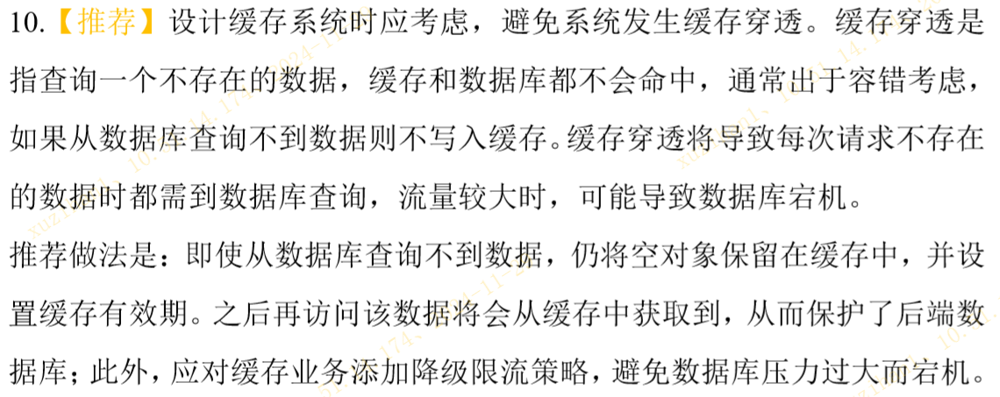 10.【推荐】设计缓存系统时应考虑，避免系统发生缓存穿透。缓存穿透是
指查询一个不存在的数据，缓存和数据库都不会命中，通常出于容错考虑，
如果从数据库查询不到数据则不写入缓存。缓存穿透将导致每次请求不存在
的数据时都需到数据库查询，流量较大时，可能导致数据库宕机。
推荐做法是：即使从数据库查询不到数据，仍将空对象保留在缓存中，并设
置缓存有效期。之后再访问该数据将会从缓存中获取到，从而保护了后端数
据库；此外，应对缓存业务添加降级限流策略，避免数据库压力过大而宕机。